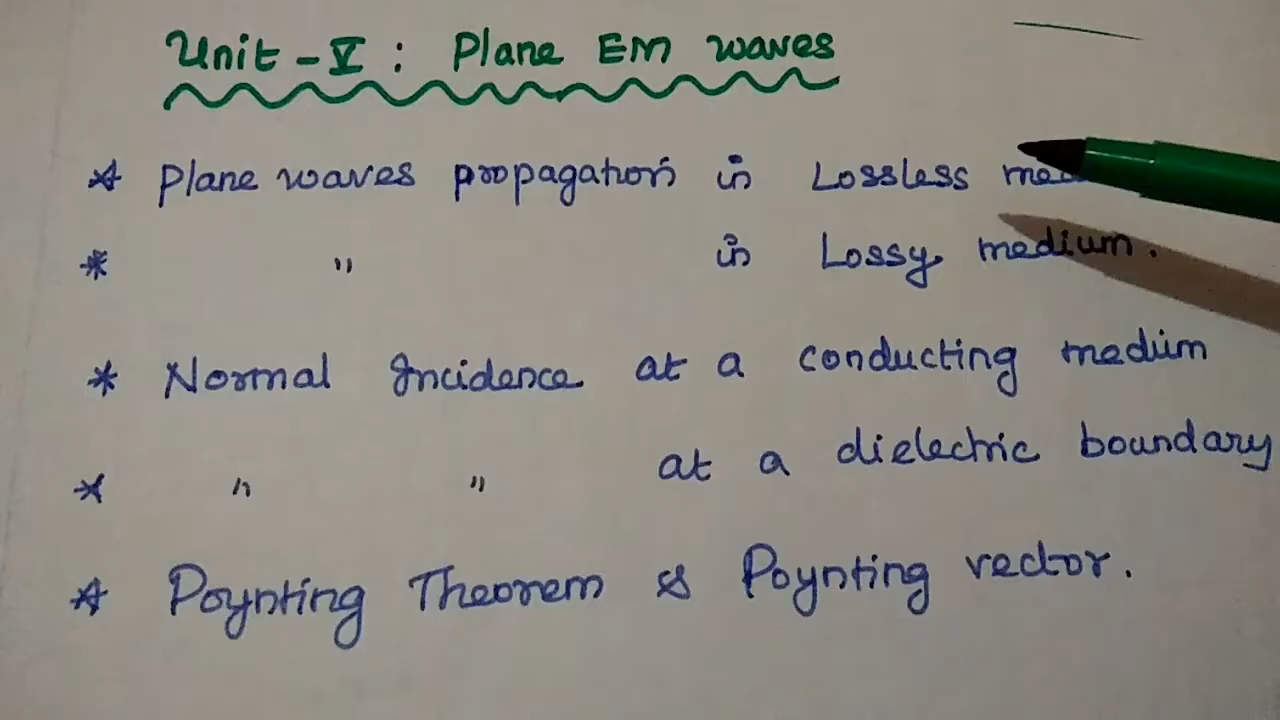 Unit - V : Plane EM waves
* Plane waves propagation in Lossless
* " in Lossy medium.
* Normal Incidence at a conducting medium
* " " at a dielectric boundary
* Poynting Theorem & Poynting vector.